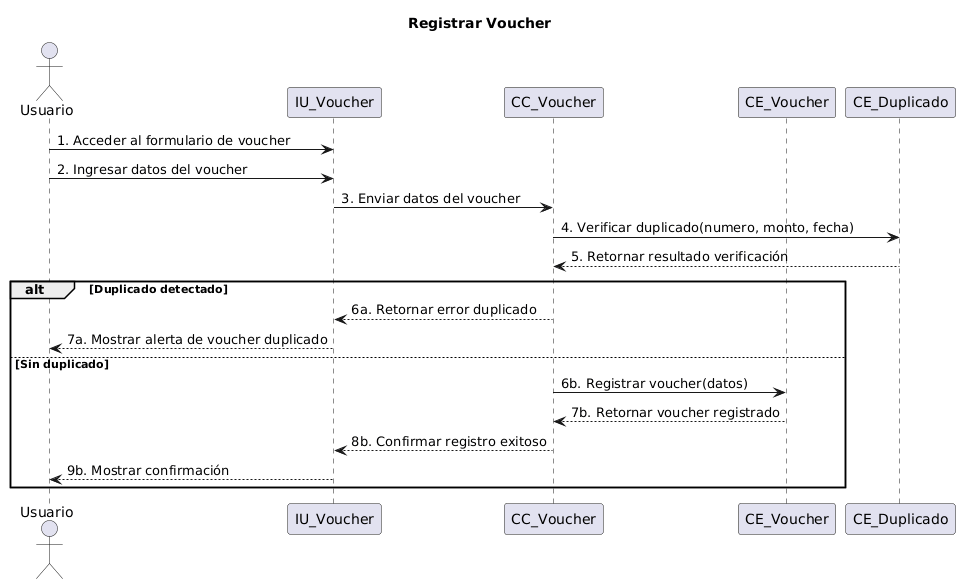 Registrar Voucher
Usuario
IU_Voucher
CC_Voucher
CE_Voucher
CE_Duplicado
1. Acceder al formulario de voucher
2. Ingresar datos del voucher
3. Enviar datos del voucher
4. Verificar duplicado(numero, monto, fecha)
5. Retornar resultado verificación
alt
[Duplicado detectado]
6a. Retornar error duplicado
7a. Mostrar alerta de voucher duplicado
[Sin duplicado]
6b. Registrar voucher(datos)
7b. Retornar voucher registrado
8b. Confirmar registro exitoso
9b. Mostrar confirmación
Usuario
IU_Voucher
CC_Voucher
CE_Voucher
CE_Duplicado